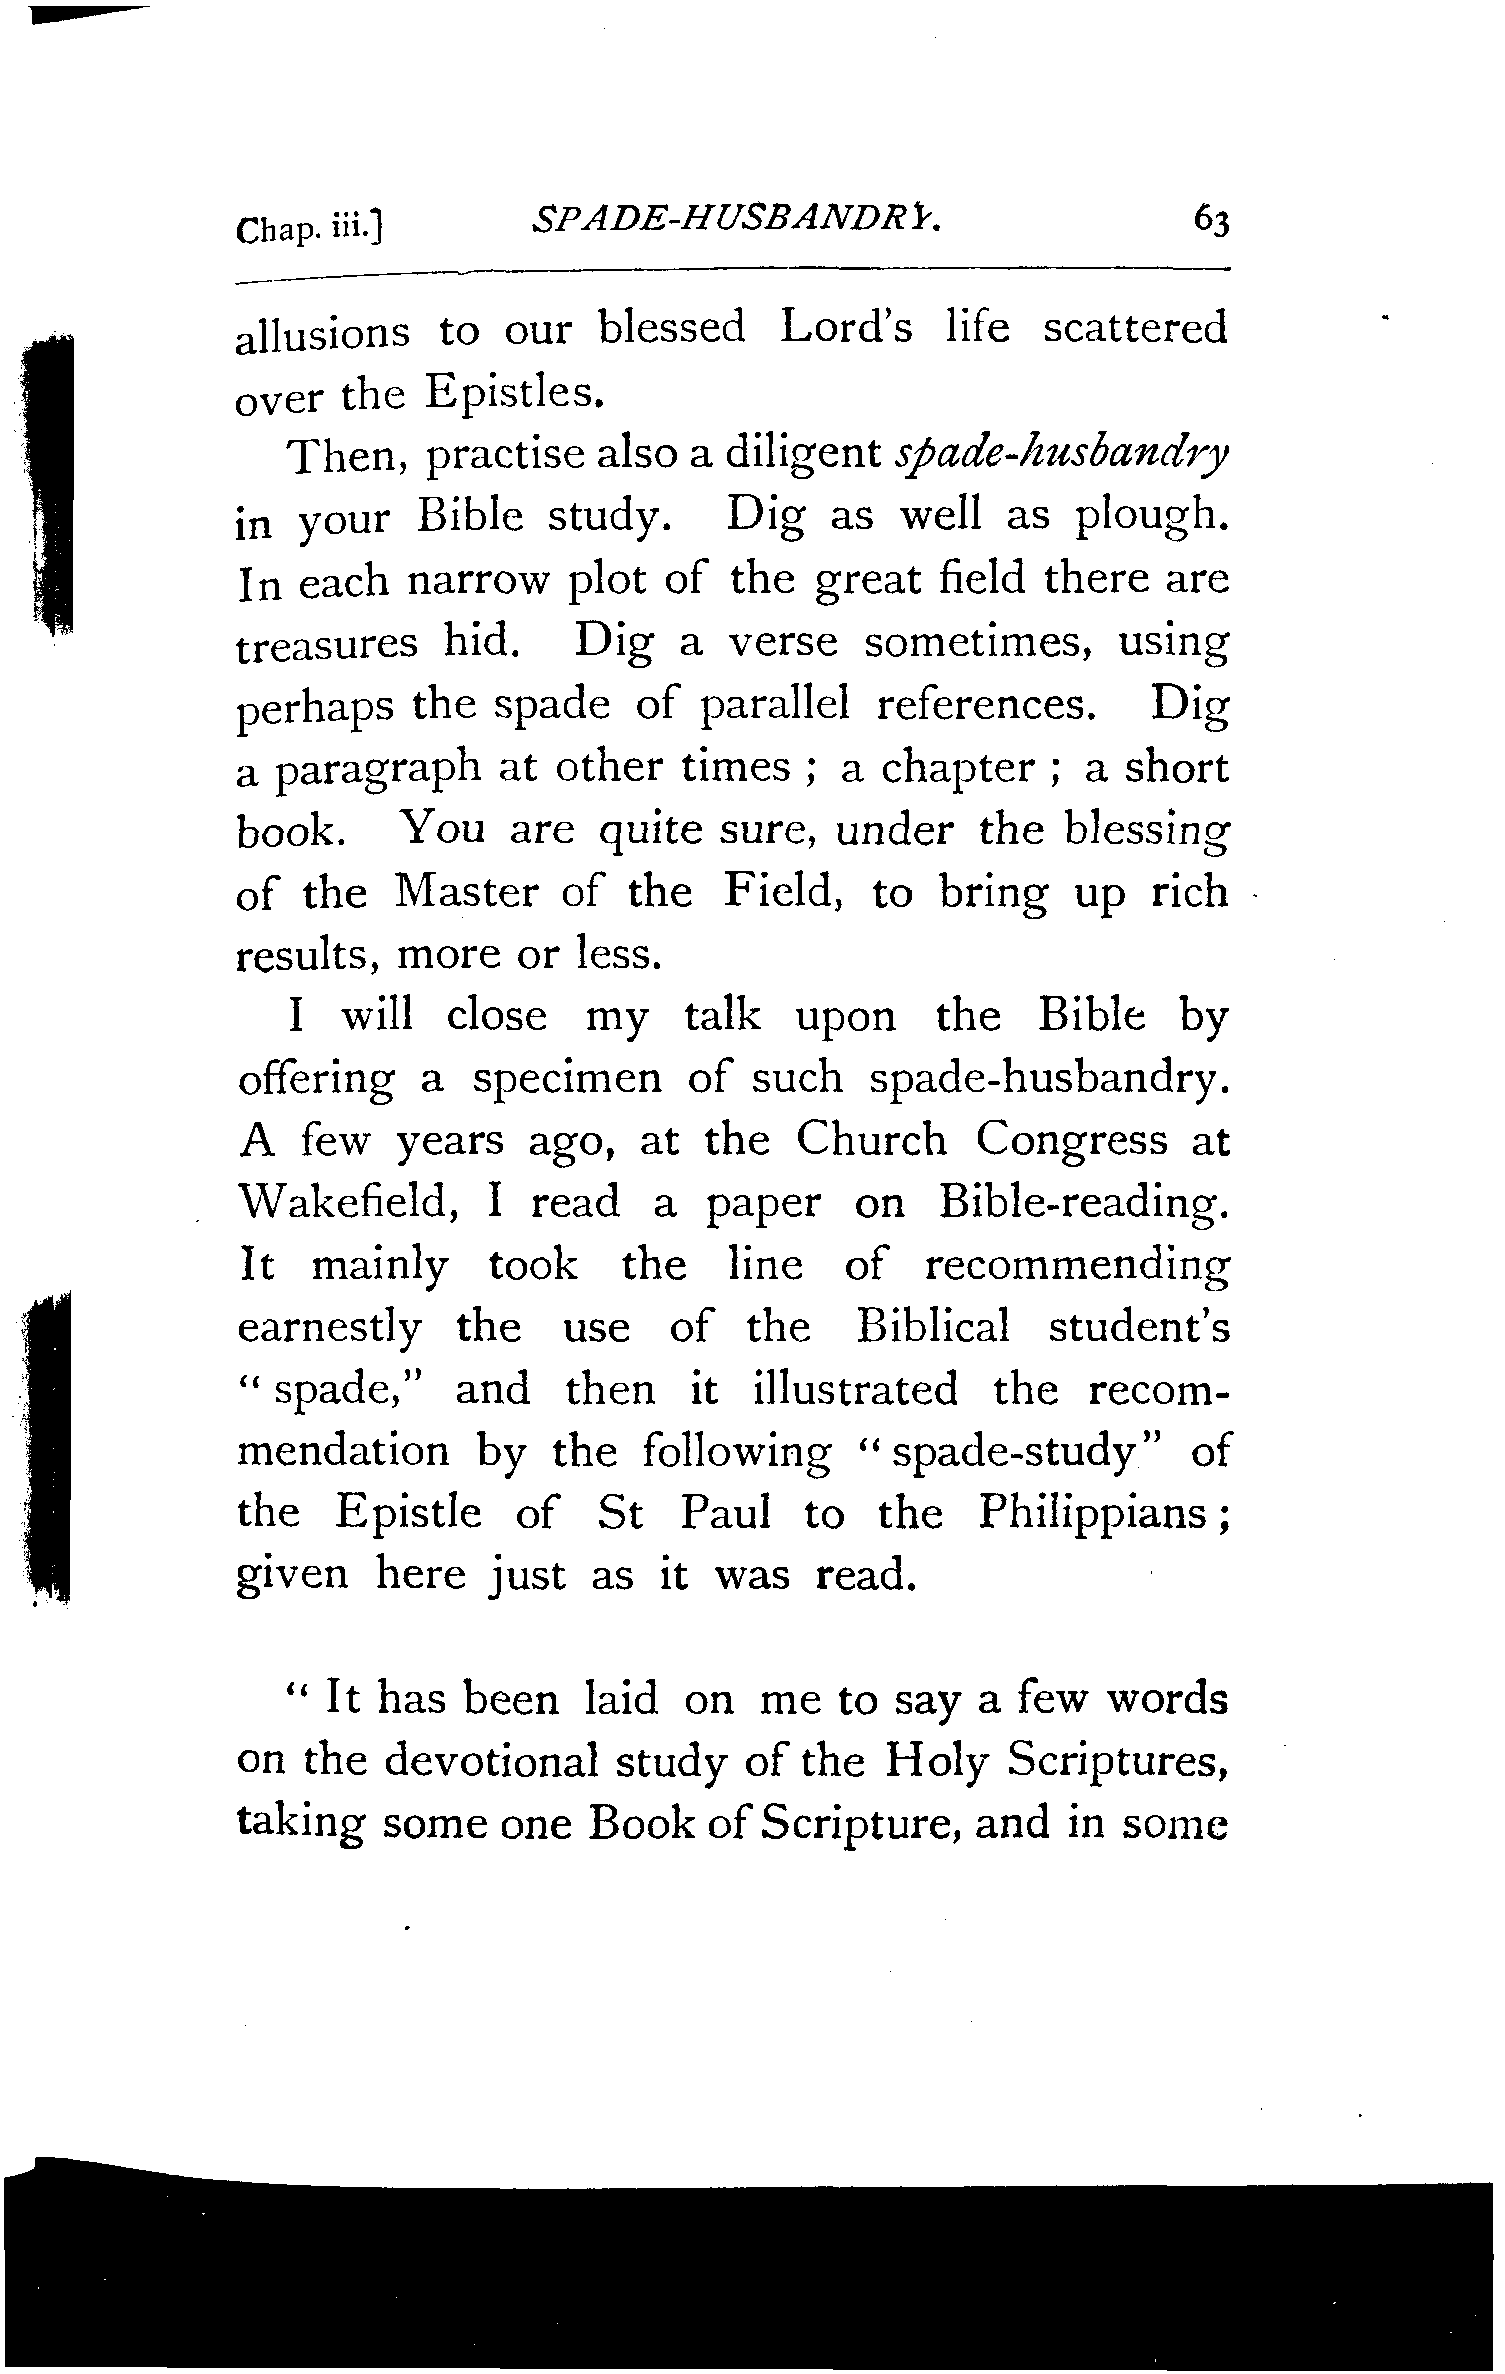 Chap. iii.] SPADE-HUSBANDRY. 63
allusions to our blessed Lord's life scattered
over the Epistles.
Then, practise also a diligent spade-husbandry
in your Bible study. Dig as well as plough.
In each narrow plot of the great field there are
treasures hid. Dig a verse sometimes, using
perhaps the spade of parallel references. Dig
a paragraph at other times ; a chapter ; a short
book. You are quite sure, under the blessing
of the Master of the Field, to bring up rich
results, more or less.
I will close my talk upon the Bible by
offering a specimen of such spade-husbandry.
A few years ago, at the Church Congress at
Wakefield, I read a paper on Bible-reading.
It mainly took the line of recommending
earnestly the use of the Biblical student's
" spade," and then it illustrated the recom-
mendation by the following " spade-study" of
the Epistle of St Paul to the Philippians ;
given here just as it was read.
" It has been laid on me to say a few words
on the devotional study of the Holy Scriptures,
taking some one Book of Scripture, and in some